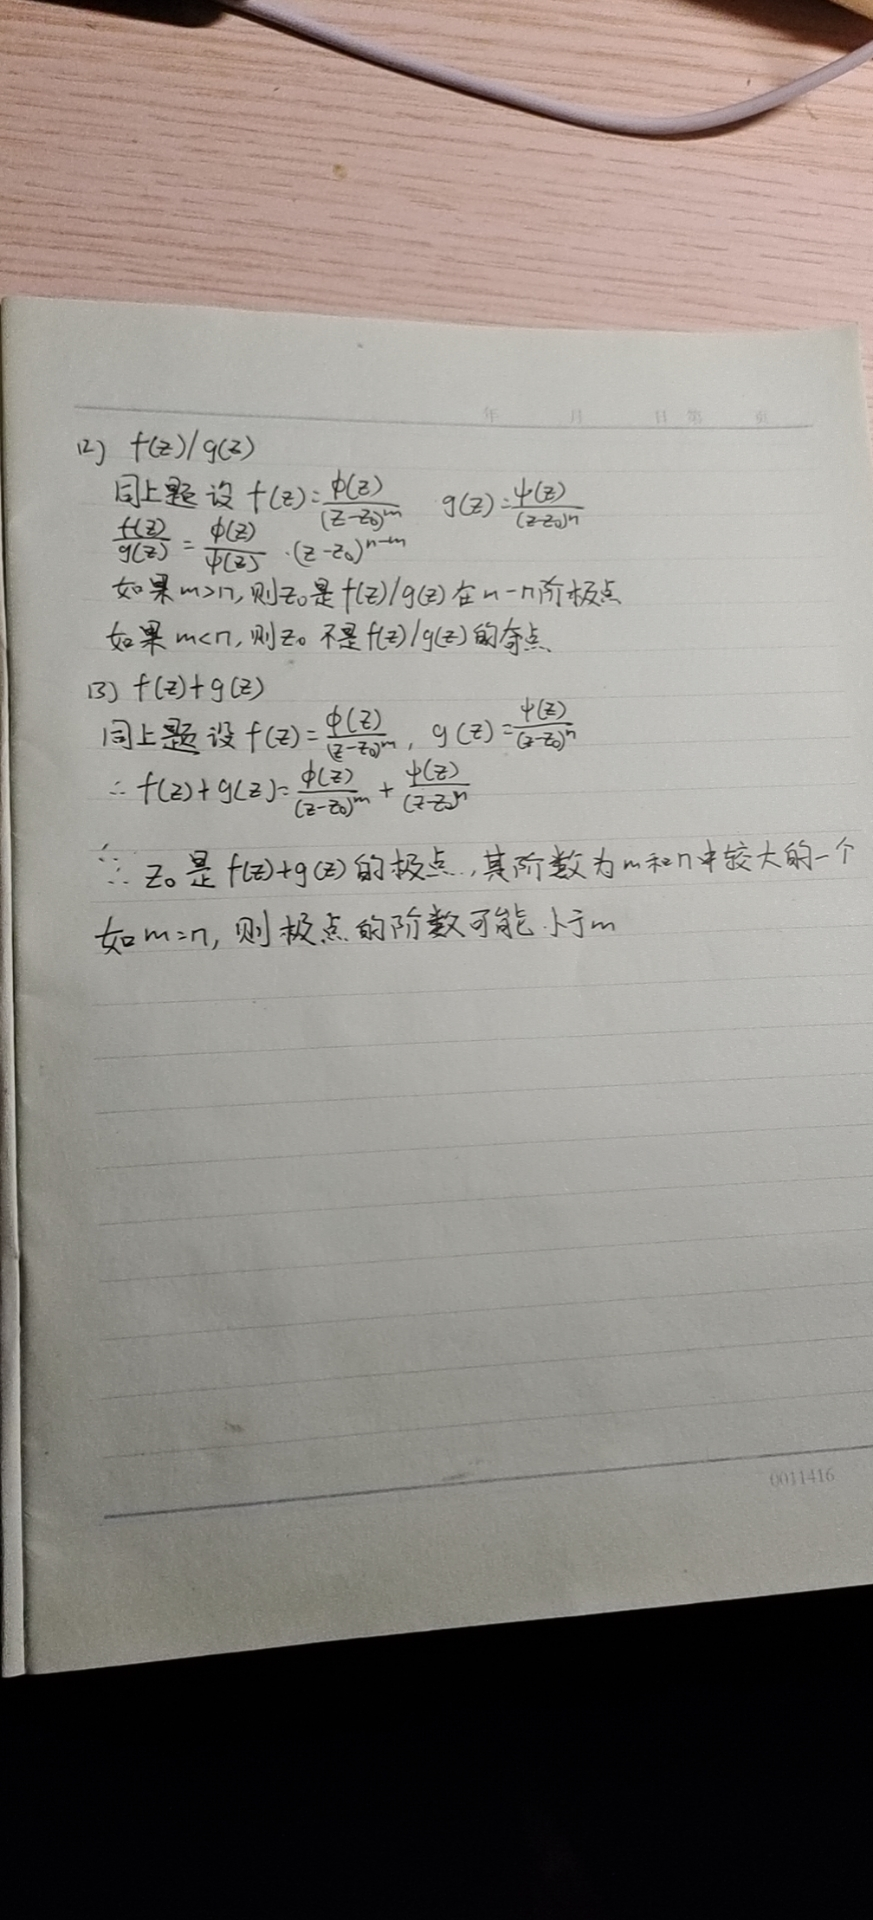 年 月 日 第 页
(2) f(z)/g(z)
同上题 设 f(z)=φ(z)/(z-z₀)^m g(z)=ψ(z)/(z-z₀)^n
f(z)/g(z) = φ(z)/ψ(z) ·(z-z₀)^(n-m)
如果m>n,则z₀是f(z)/g(z)在n-n阶极点
如果m<n,则z₀不是f(z)/g(z)的奇点
(3) f(z)+g(z)
同上题 设 f(z)=φ(z)/(z-z₀)^m, g(z)=ψ(z)/(z-z₀)^n
∴ f(z)+g(z)=φ(z)/(z-z₀)^m + ψ(z)/(z-z₀)^n
∴ z₀是f(z)+g(z)的极点,其阶数为m和n中较大的一个
如m=n,则极点的阶数可能小于m
0011416